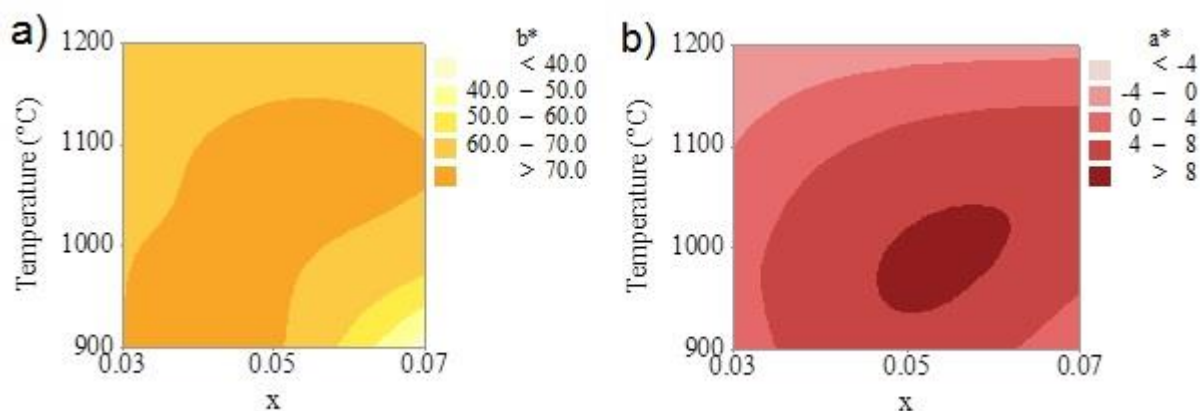 a)
b*
< 40.0
40.0 – 50.0
50.0 – 60.0
60.0 – 70.0
> 70.0
Temperature (°C)
1200
1100
1000
900
0.03
0.05
0.07
x
b)
a*
< -4
-4 – 0
0 – 4
4 – 8
> 8
Temperature (°C)
1200
1100
1000
900
0.03
0.05
0.07
x